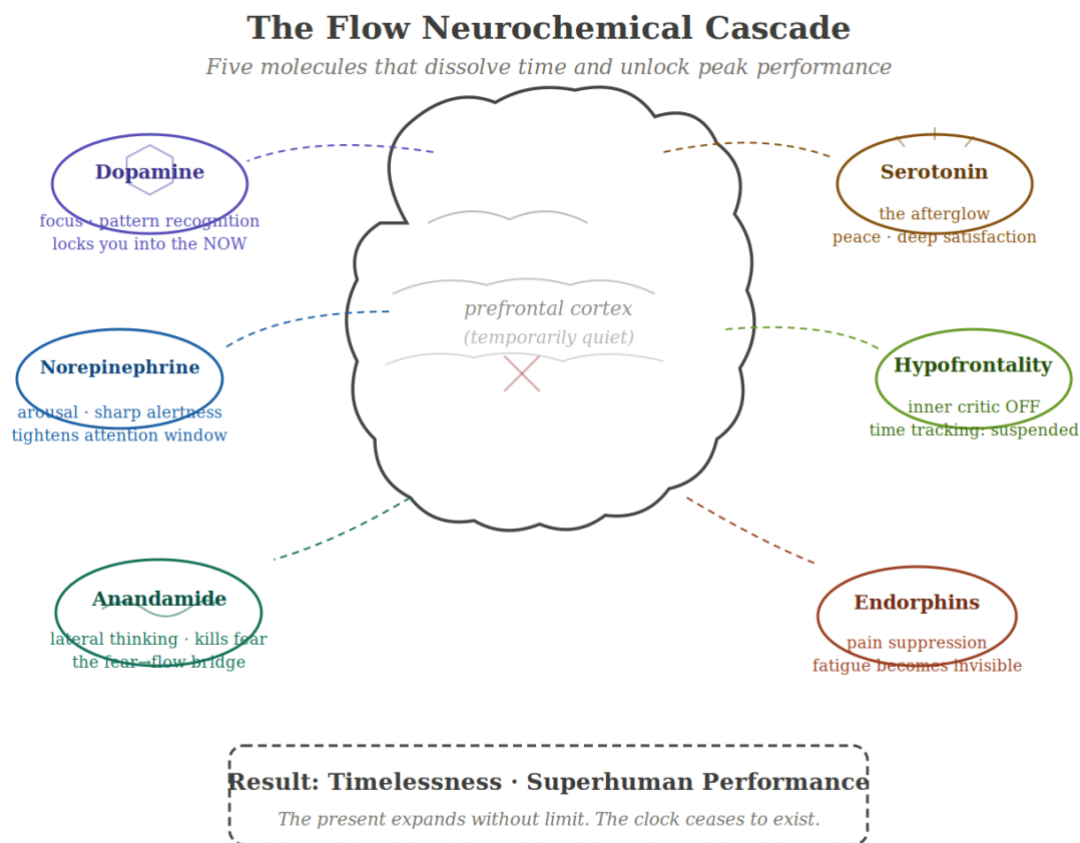 The Flow Neurochemical Cascade
Five molecules that dissolve time and unlock peak performance
Dopamine
focus · pattern recognition
locks you into the NOW
Serotonin
the afterglow
peace · deep satisfaction
prefrontal cortex
(temporarily quiet)
Norepinephrine
arousal · sharp alertness
tightens attention window
Hypofrontality
inner critic OFF
time tracking: suspended
Anandamide
lateral thinking · kills fear
the fear→flow bridge
Endorphins
pain suppression
fatigue becomes invisible
Result: Timelessness · Superhuman Performance
The present expands without limit. The clock ceases to exist.